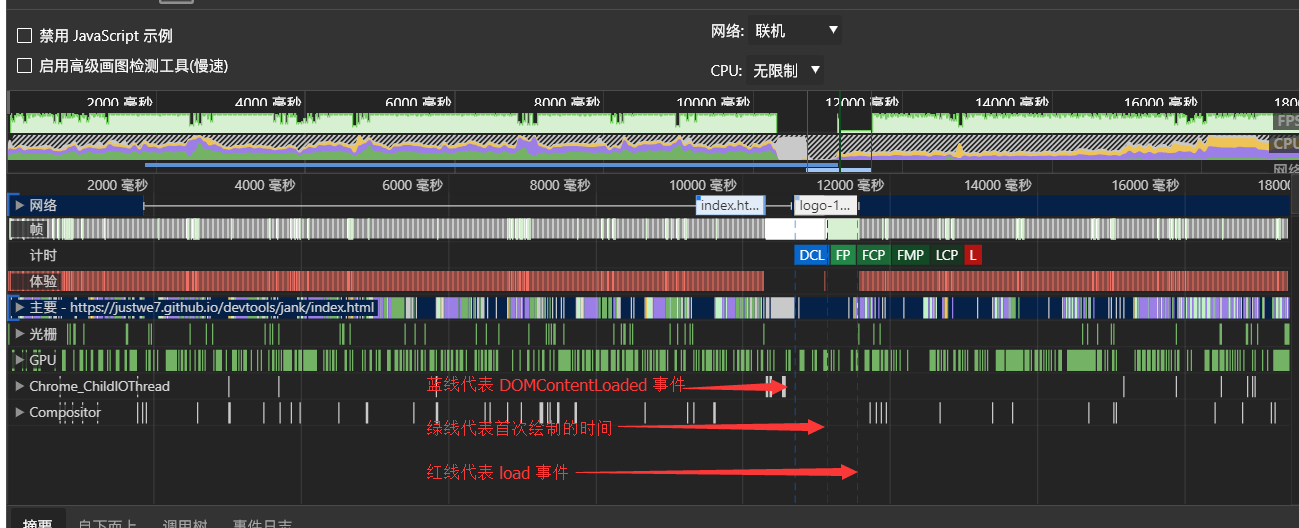 禁用 JavaScript 示例
网络: 联机
启用高级画图检测工具(慢速)
CPU: 无限制
2000 毫秒 4000 毫秒 6000 毫秒 8000 毫秒 10000 毫秒 12000 毫秒 14000 毫秒 16000 毫秒 1800
FPS
CPU
网络
2000 毫秒 4000 毫秒 6000 毫秒 8000 毫秒 10000 毫秒 12000 毫秒 14000 毫秒 16000 毫秒 18000
网络 index.ht... logo-1...
帧
计时 DCL FP FCP FMP LCP L
体验
主要 - https://justwe7.github.io/devtools/jank/index.html
光栅
GPU
Chrome_ChildIOThread
蓝线代表 DOMContentLoaded 事件
Compositor
绿线代表首次绘制的时间
红线代表 load 事件
摘要 自下而上 调用树 事件日志